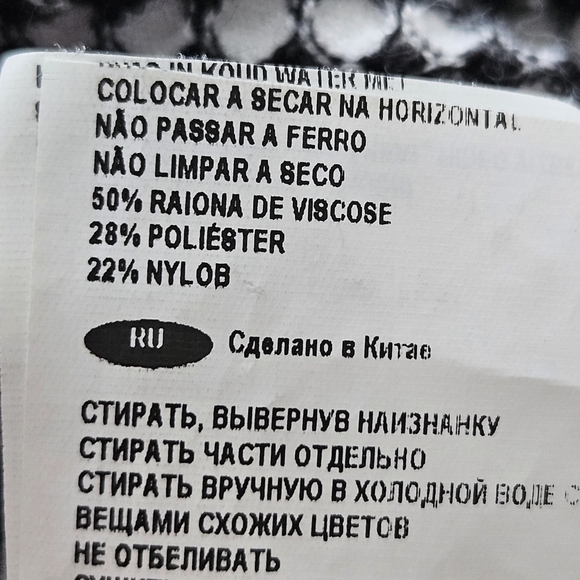 COLOCAR A SECAR NA HORIZONTAL
NÃO PASSAR A FERRO
NÃO LIMPAR A SECO
50% RAIONA DE VISCOSE
28% POLIÉSTER
22% NYLOB
RU Сделано в Китае
СТИРАТЬ, ВЫВЕРНУВ НАИЗНАНКУ
СТИРАТЬ ЧАСТИ ОТДЕЛЬНО
СТИРАТЬ ВРУЧНУЮ В ХОЛОДНОЙ ВОДЕ С
ВЕЩАМИ СХОЖИХ ЦВЕТОВ
НЕ ОТБЕЛИВАТЬ